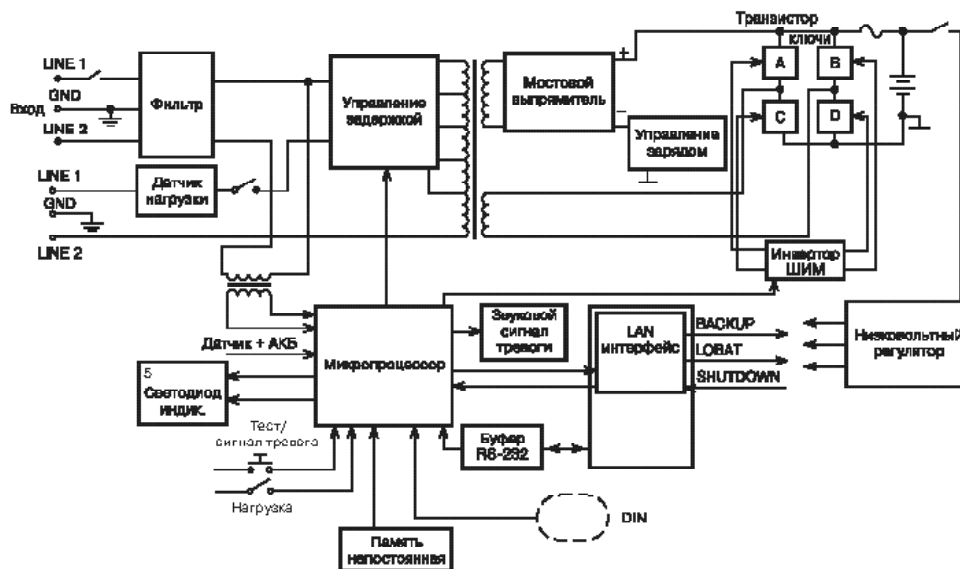 Транзистор
ключи
LINE 1
GND
Вход
LINE 2
Фильтр
Управление
задержкой
+
Мостовой
выпрямитель
–
Управление
зарядом
A
B
C
D
LINE 1
GND
LINE 2
Датчик
нагрузки
Инвертор
ШИМ
Датчик + АКБ
Микропроцессор
Звуковой
сигнал
тревоги
LAN
интерфейс
BACKUP
LOBAT
SHUTDOWN
Низковольтный
регулятор
5
Светодиод
индик.
Тест/
сигнал тревога
Нагрузка
Буфер
RS-232
DIN
Память
непостоянная